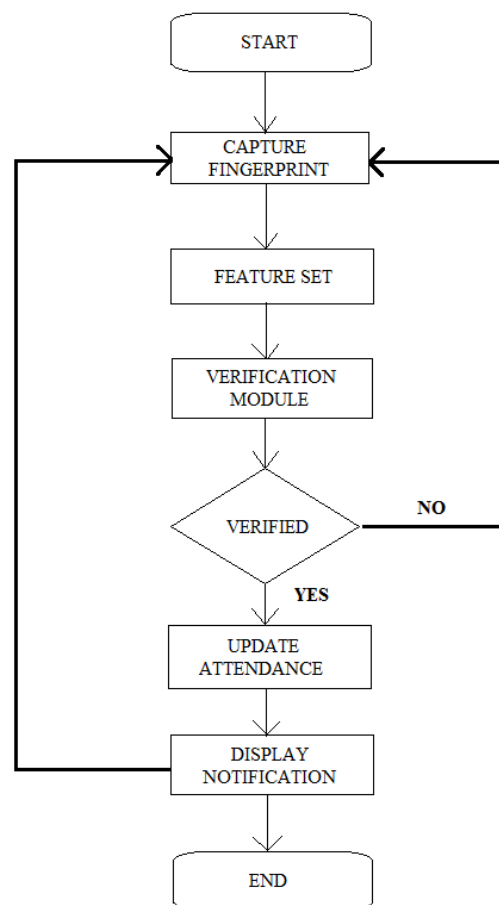 START
CAPTURE
FINGERPRINT
FEATURE SET
VERIFICATION
MODULE
VERIFIED
NO
YES
UPDATE
ATTENDANCE
DISPLAY
NOTIFICATION
END